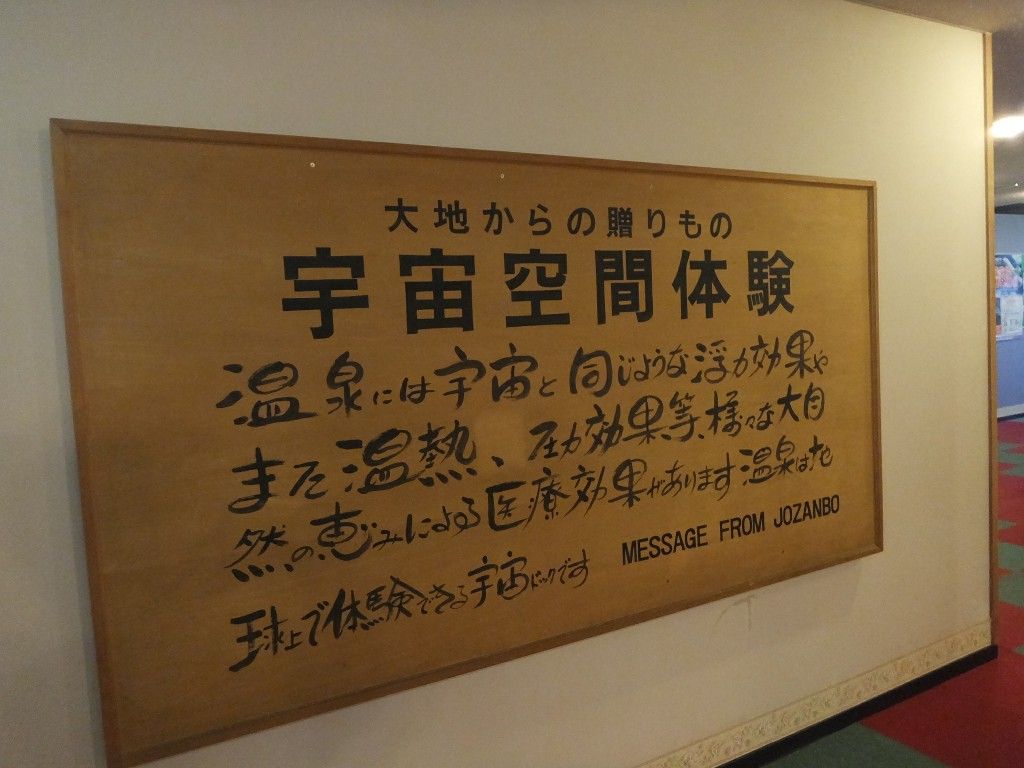 大地からの贈りもの
宇宙空間体験
温泉には宇宙と同じような浮力効果や
また温熱、圧力効果等、様々な大自
然の恵みによる医療効果があります温泉は地
球上で体験できる宇宙ドックです
MESSAGE FROM JOZANBO